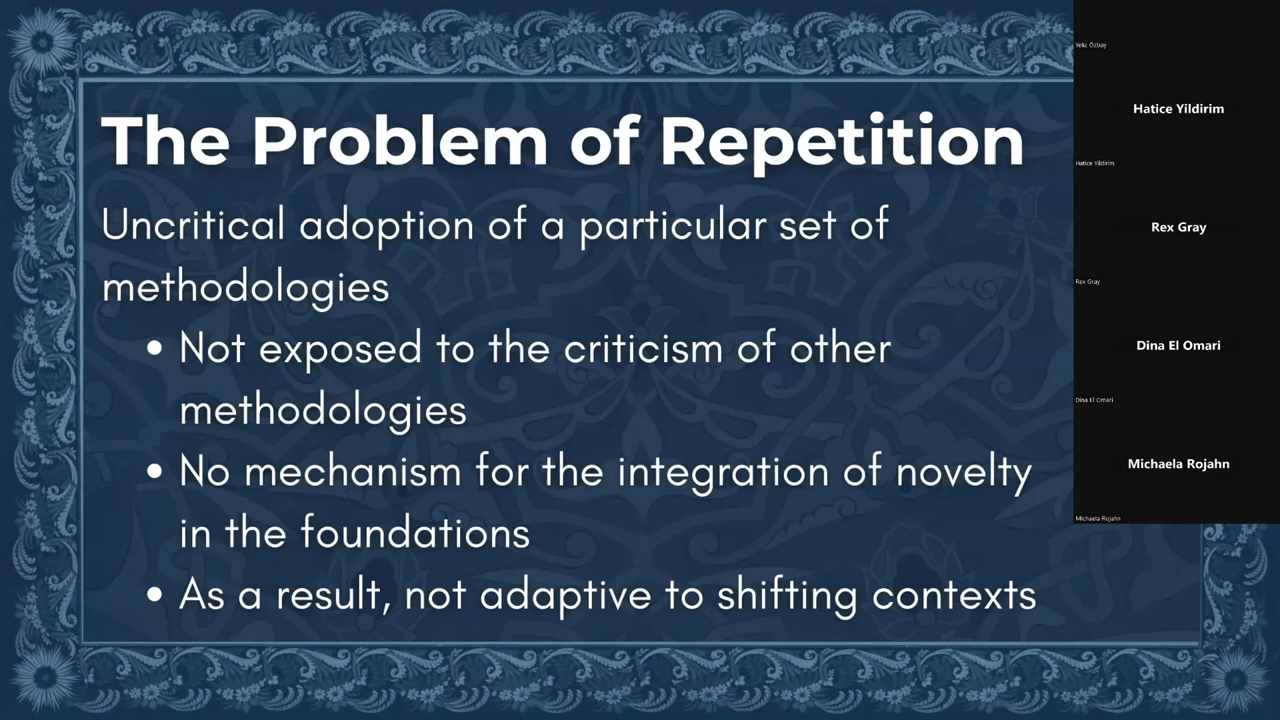 The Problem of Repetition
Uncritical adoption of a particular set of
methodologies
• Not exposed to the criticism of other
methodologies
• No mechanism for the integration of novelty
in the foundations
• As a result, not adaptive to shifting contexts
Yeliz Özbay
Hatice Yildirim
Hatice Yildirim
Rex Gray
Rex Gray
Dina El Omari
Dina El Omari
Michaela Rojahn
Michaela Rojahn